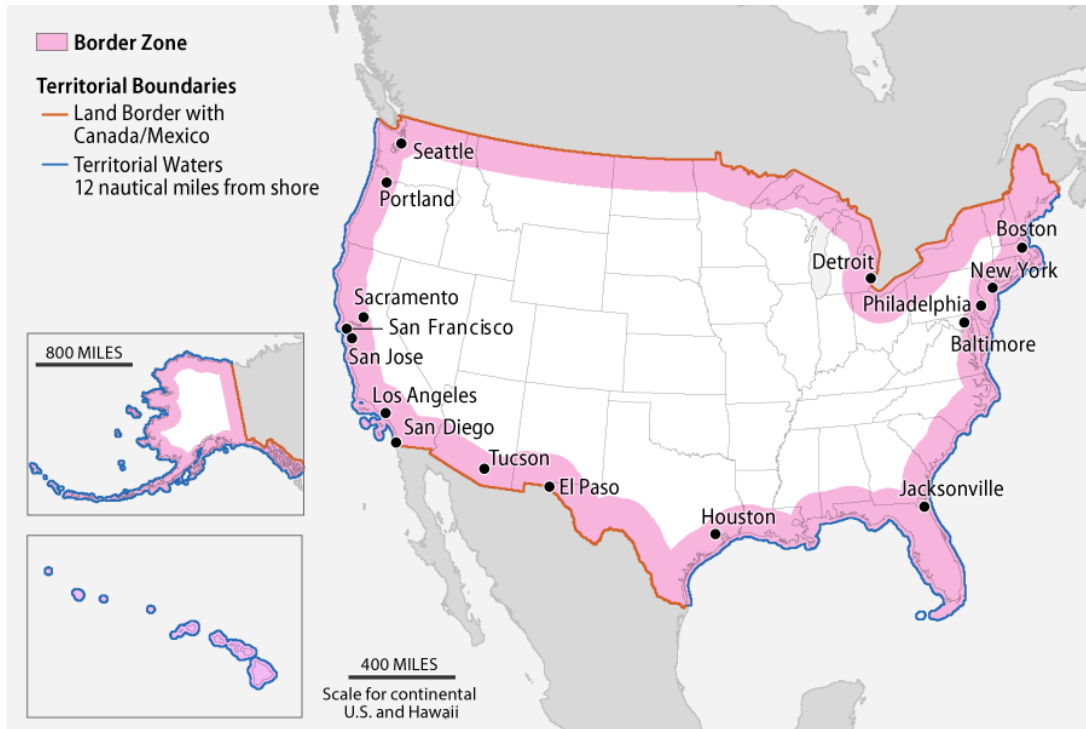 Border Zone
Territorial Boundaries
Land Border with
Canada/Mexico
Territorial Waters
12 nautical miles from shore
Seattle
Portland
Sacramento
San Francisco
San Jose
Los Angeles
San Diego
Tucson
El Paso
Houston
Jacksonville
Detroit
Boston
New York
Philadelphia
Baltimore
800 MILES
400 MILES
Scale for continental
U.S. and Hawaii